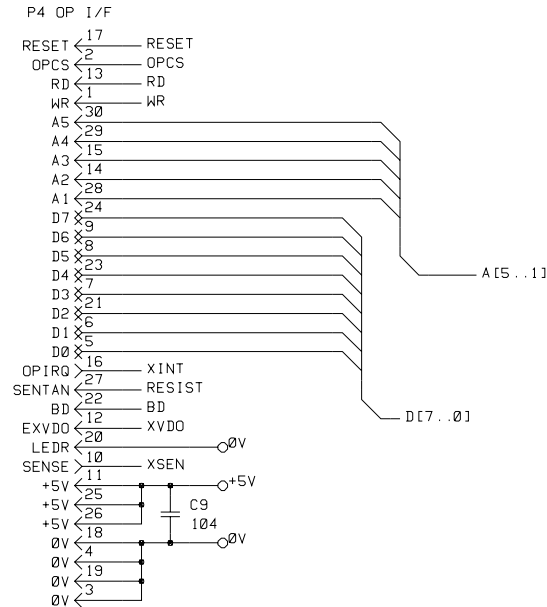 P4 OP I/F
RESET 17 RESET
OPCS 2 OPCS
RD 13 RD
WR 1 WR
A5 30
A4 29
A3 15
A2 14
A1 28
D7 24
D6 9
D5 8
D4 23
D3 7
D2 21
D1 6
D0 5
A[5..1]
OPIRQ 16 XINT
SENTAN 27 RESIST
BD 22 BD
EXVDO 12 XVDO
D[7..0]
LEDR 20 0V
SENSE 10 XSEN
+5V 11 +5V
+5V 25
C9
+5V 26
104
0V 18 0V
0V 4
0V 19
0V 3